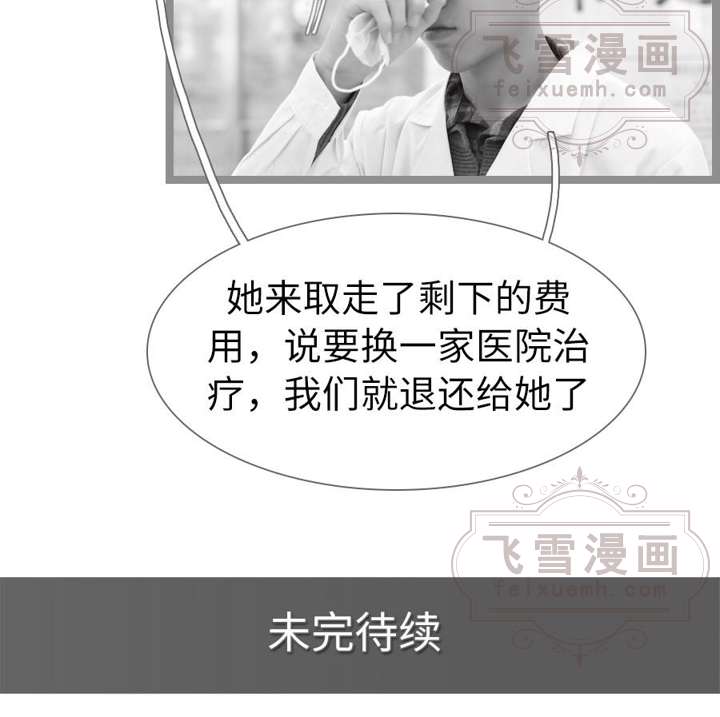 飞雪漫画
feixuemh.com
她来取走了剩下的费
用，说要换一家医院治
疗，我们就退还给她了
飞雪漫画
feixuemh.com
未完待续